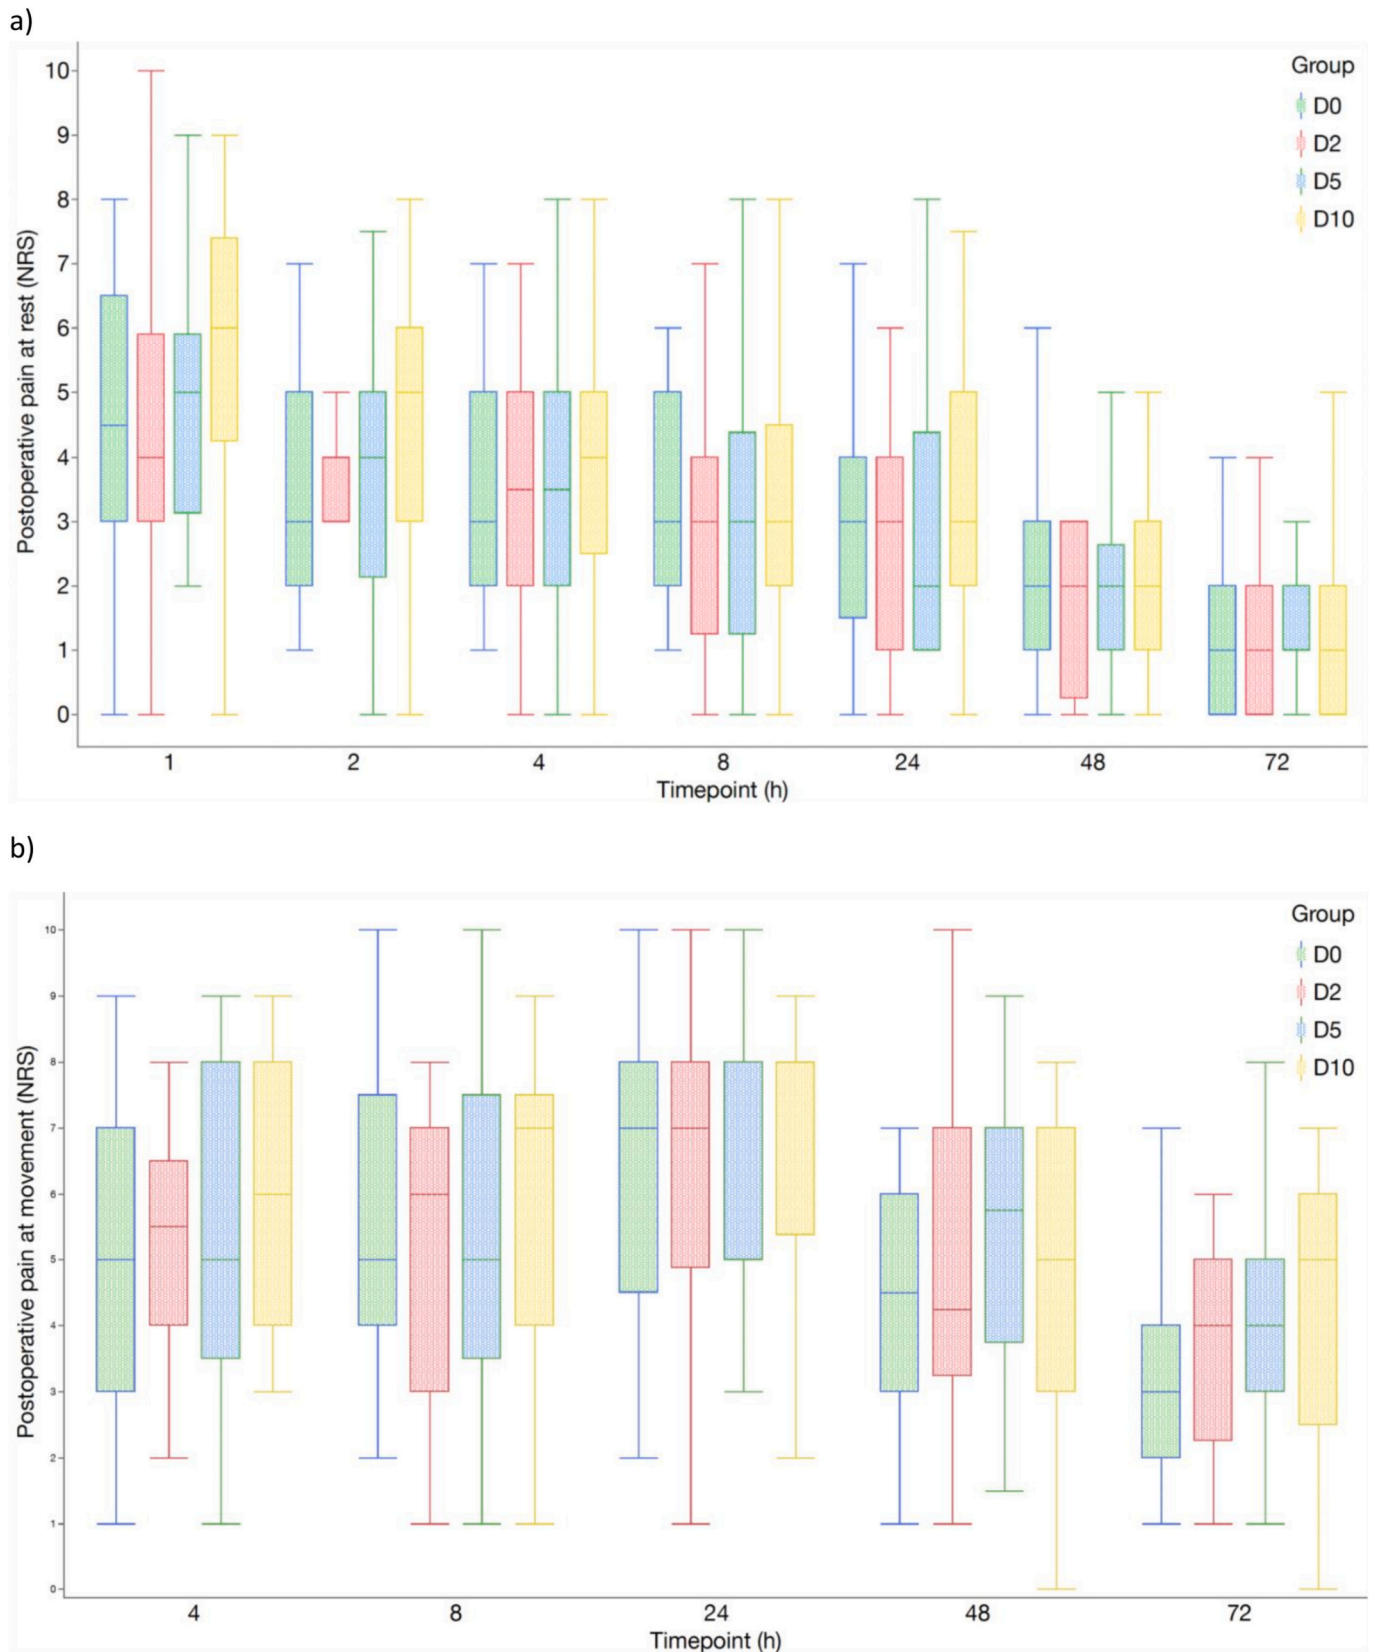 a)
Postoperative pain at rest (NRS)
10
9
8
7
6
5
4
3
2
1
0
Group
D0
D2
D5
D10
1 2 4 8 24 48 72
Timepoint (h)
b)
Postoperative pain at movement (NRS)
10
9
8
7
6
5
4
3
2
1
0
Group
D0
D2
D5
D10
4 8 24 48 72
Timepoint (h)